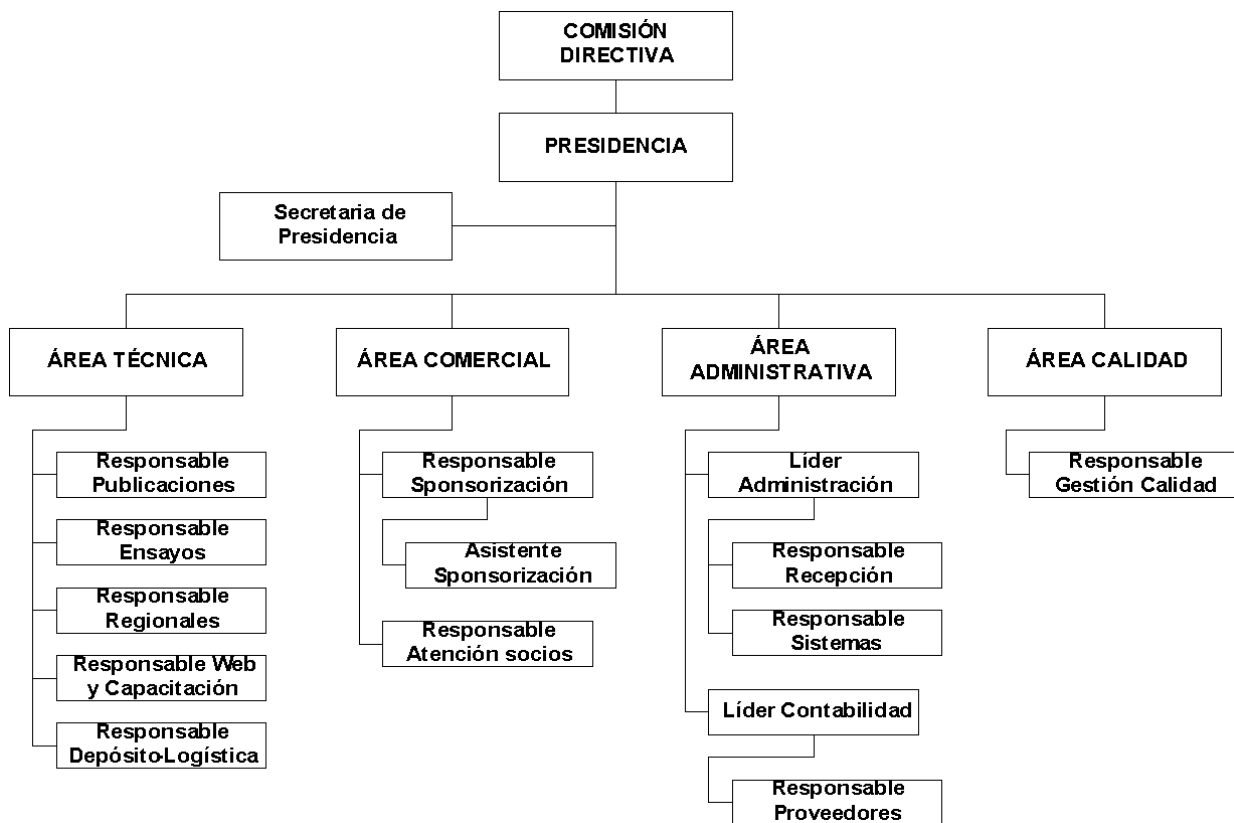 COMISIÓN
DIRECTIVA
PRESIDENCIA
Secretaria de
Presidencia
ÁREA TÉCNICA
Responsable
Publicaciones
Responsable
Ensayos
Responsable
Regionales
Responsable Web
y Capacitación
Responsable
Depósito-Logística
ÁREA COMERCIAL
Responsable
Sponsorización
Asistente
Sponsorización
Responsable
Atención socios
ÁREA
ADMINISTRATIVA
Líder
Administración
Responsable
Recepción
Responsable
Sistemas
Líder Contabilidad
Responsable
Proveedores
ÁREA CALIDAD
Responsable
Gestión Calidad